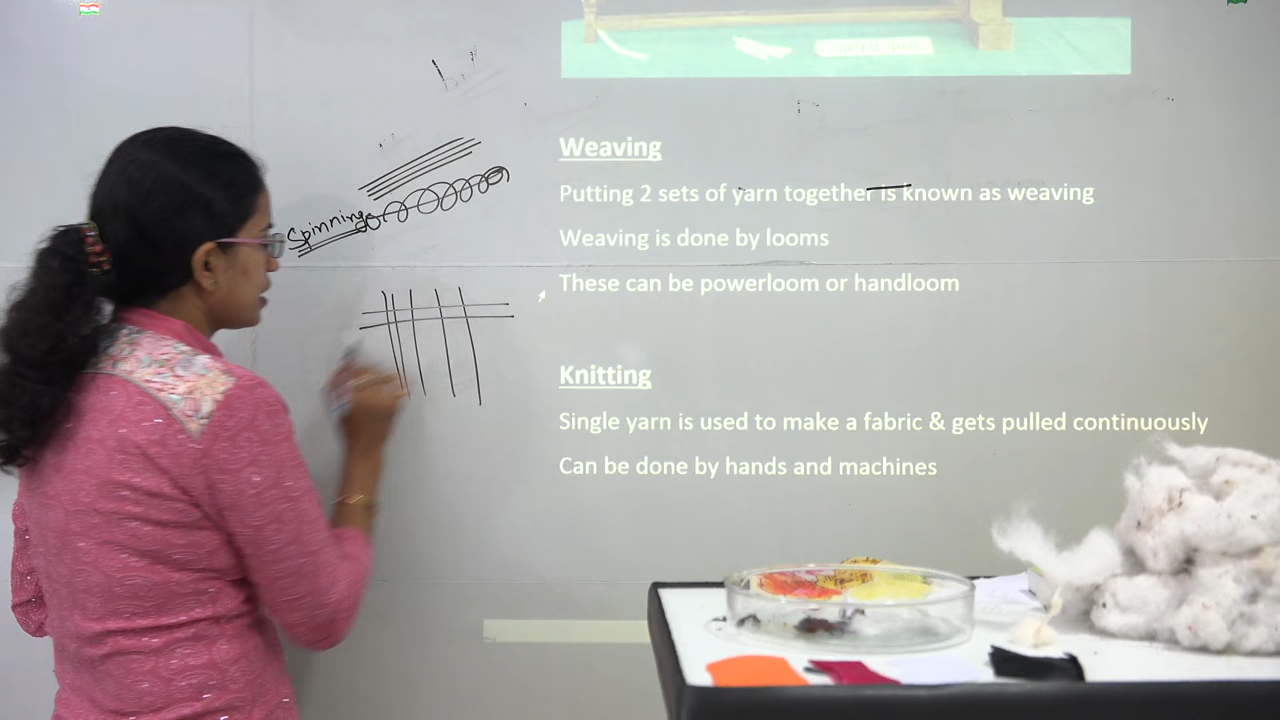 Spinning
Weaving
Putting 2 sets of yarn together is known as weaving
Weaving is done by looms
These can be powerloom or handloom
Knitting
Single yarn is used to make a fabric & gets pulled continuously
Can be done by hands and machines